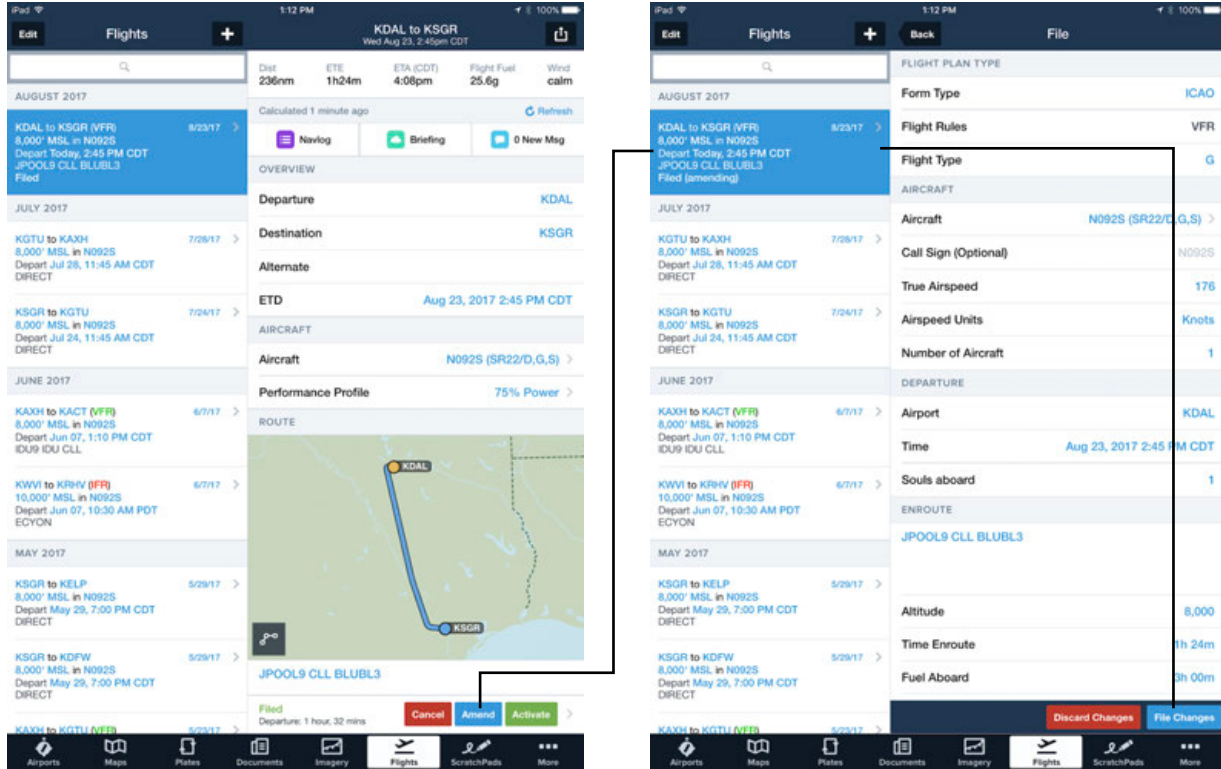 iPad
1:12 PM
100%
Edit
Flights
+
KDAL to KSGR
Wed Aug 23, 2:45pm CDT
Dist
236nm
ETE
1h24m
ETA (CDT)
4:08pm
Flight Fuel
25.6g
Wind
calm
Calculated 1 minute ago
Refresh
Navlog
Briefing
0 New Msg
AUGUST 2017
KDAL to KSGR (VFR)
8/23/17
8,000' MSL in N092S
Depart Today, 2:45 PM CDT
JPOOL9 CLL BLUBL3
Filed
JULY 2017
KGTU to KAXH
7/28/17
8,000' MSL in N092S
Depart Jul 28, 11:45 AM CDT
DIRECT
KSGR to KGTU
7/24/17
8,000' MSL in N092S
Depart Jul 24, 11:45 AM CDT
DIRECT
JUNE 2017
KAXH to KACT (VFR)
6/7/17
8,000' MSL in N092S
Depart Jun 07, 1:10 PM CDT
IDU9 IDU CLL
KWVI to KRHV (IFR)
6/7/17
10,000' MSL in N092S
Depart Jun 07, 10:30 AM PDT
ECYON
MAY 2017
KSGR to KELP
5/29/17
8,000' MSL in N092S
Depart May 29, 7:00 PM CDT
DIRECT
KSGR to KDFW
5/29/17
8,000' MSL in N092S
Depart May 29, 7:00 PM CDT
DIRECT
KAXH to KGTU (VFR)
5/23/17
OVERVIEW
Departure
KDAL
Destination
KSGR
Alternate
ETD
Aug 23, 2017 2:45 PM CDT
AIRCRAFT
Aircraft
N092S (SR22/D,G,S)
Performance Profile
75% Power
ROUTE
KDAL
KSGR
JPOOL9 CLL BLUBL3
Filed
Departure: 1 hour, 32 mins
Cancel
Amend
Activate
Airports
Maps
Plates
Documents
Imagery
Flights
ScratchPads
More
iPad
1:12 PM
100%
Edit
Flights
+
Back
File
AUGUST 2017
KDAL to KSGR (VFR)
8/23/17
8,000' MSL in N092S
Depart Today, 2:45 PM CDT
JPOOL9 CLL BLUBL3
Filed (amending)
JULY 2017
KGTU to KAXH
7/28/17
8,000' MSL in N092S
Depart Jul 28, 11:45 AM CDT
DIRECT
KSGR to KGTU
7/24/17
8,000' MSL in N092S
Depart Jul 24, 11:45 AM CDT
DIRECT
JUNE 2017
KAXH to KACT (VFR)
6/7/17
8,000' MSL in N092S
Depart Jun 07, 1:10 PM CDT
IDU9 IDU CLL
KWVI to KRHV (IFR)
6/7/17
10,000' MSL in N092S
Depart Jun 07, 10:30 AM PDT
ECYON
MAY 2017
KSGR to KELP
5/29/17
8,000' MSL in N092S
Depart May 29, 7:00 PM CDT
DIRECT
KSGR to KDFW
5/29/17
8,000' MSL in N092S
Depart May 29, 7:00 PM CDT
DIRECT
KAXH to KGTU (VFR)
5/23/17
FLIGHT PLAN TYPE
Form Type
ICAO
Flight Rules
VFR
Flight Type
G
AIRCRAFT
Aircraft
N092S (SR22/D,G,S)
Call Sign (Optional)
N092S
True Airspeed
176
Airspeed Units
Knots
Number of Aircraft
1
DEPARTURE
Airport
KDAL
Time
Aug 23, 2017 2:45 PM CDT
Souls aboard
1
ENROUTE
JPOOL9 CLL BLUBL3
Altitude
8,000
Time Enroute
1h 24m
Fuel Aboard
3h 00m
Discard Changes
File Changes
Airports
Maps
Plates
Documents
Imagery
Flights
ScratchPads
More